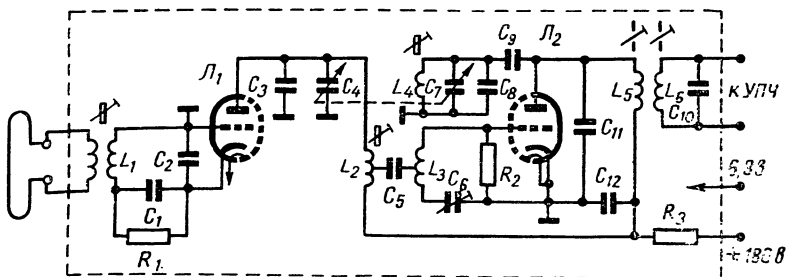 Л₁
Л₂
C₃
C₄
L₄
C₇
C₈
C₉
L₅
L₆
C₁₀
к УПЧ
L₁
C₂
C₁
R₁
L₂
C₅
L₃
C₆
R₂
C₁₁
C₁₂
R₃
6,3В
+180В